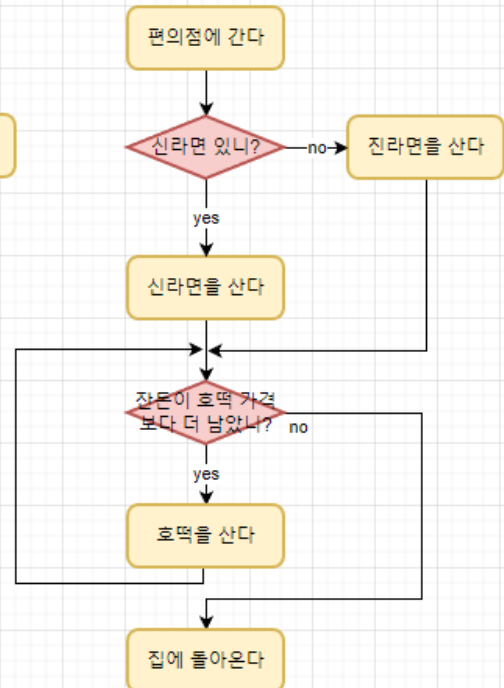 편의점에 간다
신라면 있니?
no
진라면을 산다
yes
신라면을 산다
잔돈이 호떡 가격
보다 더 남았니?
no
yes
호떡을 산다
집에 돌아온다